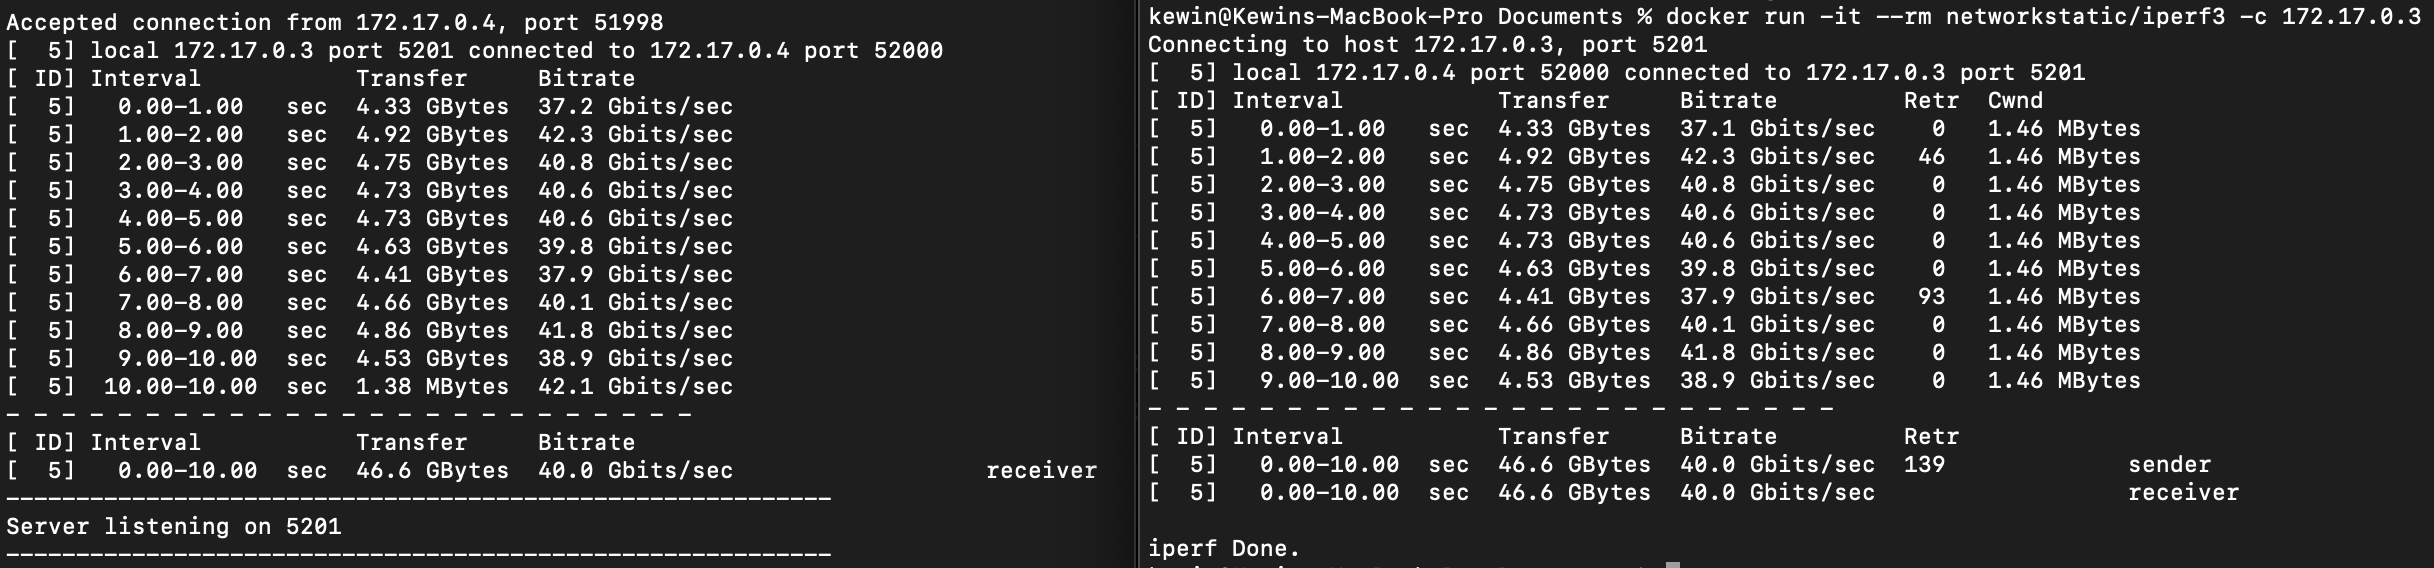 Accepted connection from 172.17.0.4, port 51998
[  5] local 172.17.0.3 port 5201 connected to 172.17.0.4 port 52000
[ ID] Interval           Transfer     Bitrate
[  5]   0.00-1.00   sec  4.33 GBytes  37.2 Gbits/sec
[  5]   1.00-2.00   sec  4.92 GBytes  42.3 Gbits/sec
[  5]   2.00-3.00   sec  4.75 GBytes  40.8 Gbits/sec
[  5]   3.00-4.00   sec  4.73 GBytes  40.6 Gbits/sec
[  5]   4.00-5.00   sec  4.73 GBytes  40.6 Gbits/sec
[  5]   5.00-6.00   sec  4.63 GBytes  39.8 Gbits/sec
[  5]   6.00-7.00   sec  4.41 GBytes  37.9 Gbits/sec
[  5]   7.00-8.00   sec  4.66 GBytes  40.1 Gbits/sec
[  5]   8.00-9.00   sec  4.86 GBytes  41.8 Gbits/sec
[  5]   9.00-10.00  sec  4.53 GBytes  38.9 Gbits/sec
[  5]  10.00-10.00  sec  1.38 MBytes  42.1 Gbits/sec
- - - - - - - - - - - - - - - - - - - - - - - - -
[ ID] Interval           Transfer     Bitrate
[  5]   0.00-10.00  sec  46.6 GBytes  40.0 Gbits/sec                  receiver
-----------------------------------------------------------
Server listening on 5201
-----------------------------------------------------------
kewin@Kewins-MacBook-Pro Documents % docker run -it --rm networkstatic/iperf3 -c 172.17.0.3
Connecting to host 172.17.0.3, port 5201
[  5] local 172.17.0.4 port 52000 connected to 172.17.0.3 port 5201
[ ID] Interval           Transfer     Bitrate         Retr  Cwnd
[  5]   0.00-1.00   sec  4.33 GBytes  37.1 Gbits/sec    0   1.46 MBytes
[  5]   1.00-2.00   sec  4.92 GBytes  42.3 Gbits/sec   46   1.46 MBytes
[  5]   2.00-3.00   sec  4.75 GBytes  40.8 Gbits/sec    0   1.46 MBytes
[  5]   3.00-4.00   sec  4.73 GBytes  40.6 Gbits/sec    0   1.46 MBytes
[  5]   4.00-5.00   sec  4.73 GBytes  40.6 Gbits/sec    0   1.46 MBytes
[  5]   5.00-6.00   sec  4.63 GBytes  39.8 Gbits/sec    0   1.46 MBytes
[  5]   6.00-7.00   sec  4.41 GBytes  37.9 Gbits/sec   93   1.46 MBytes
[  5]   7.00-8.00   sec  4.66 GBytes  40.1 Gbits/sec    0   1.46 MBytes
[  5]   8.00-9.00   sec  4.86 GBytes  41.8 Gbits/sec    0   1.46 MBytes
[  5]   9.00-10.00  sec  4.53 GBytes  38.9 Gbits/sec    0   1.46 MBytes
- - - - - - - - - - - - - - - - - - - - - - - - -
[ ID] Interval           Transfer     Bitrate         Retr
[  5]   0.00-10.00  sec  46.6 GBytes  40.0 Gbits/sec  139             sender
[  5]   0.00-10.00  sec  46.6 GBytes  40.0 Gbits/sec                  receiver
iperf Done.